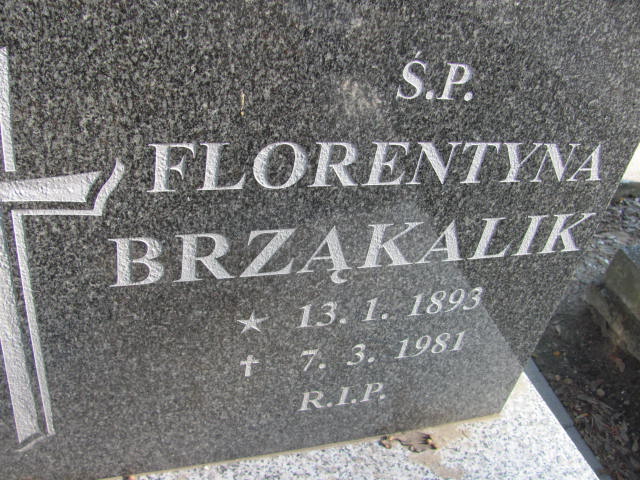 Ś.P.
FLORENTYNA
BRZĄKALIK
★ 13. 1. 1893
✝ 7. 3. 1981
R.I.P.